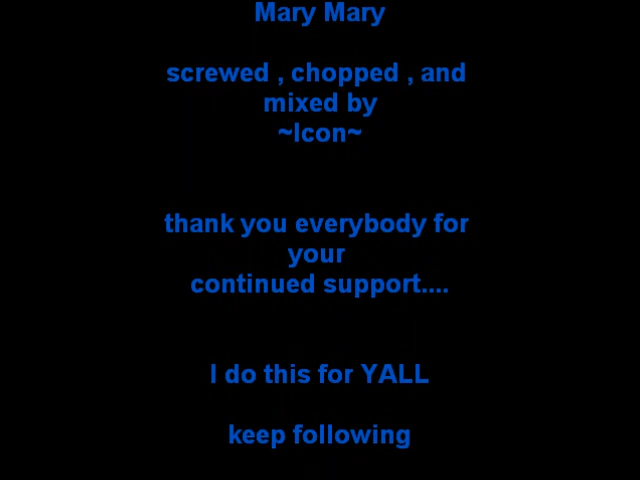 Mary Mary
screwed , chopped , and
mixed by
~Icon~
thank you everybody for
your
continued support....
I do this for YALL
keep following